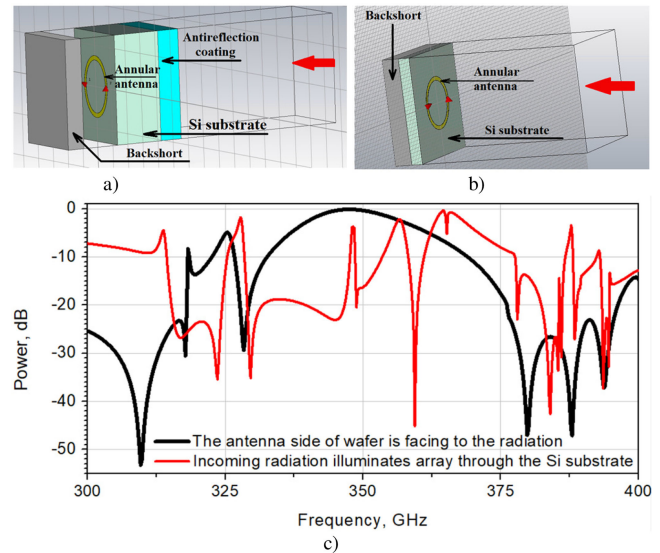 Antireflection
coating
Annular
antenna
Si substrate
Backshort
a)
Backshort
Annular
antenna
Si substrate
b)
0
-10
-20
-30
-40
-50
Power, dB
The antenna side of wafer is facing to the radiation
Incoming radiation illuminates array through the Si substrate
300 325 350 375 400
Frequency, GHz
c)